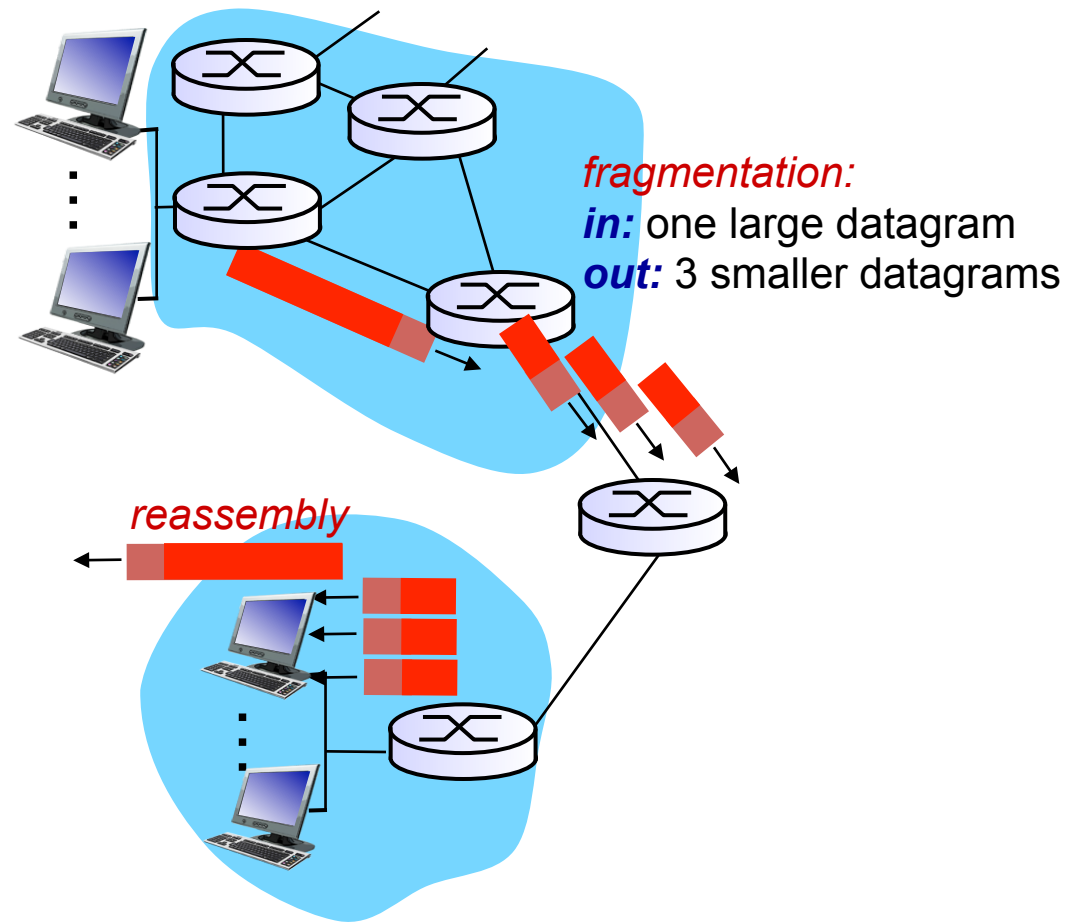 fragmentation:
in: one large datagram
out: 3 smaller datagrams
reassembly